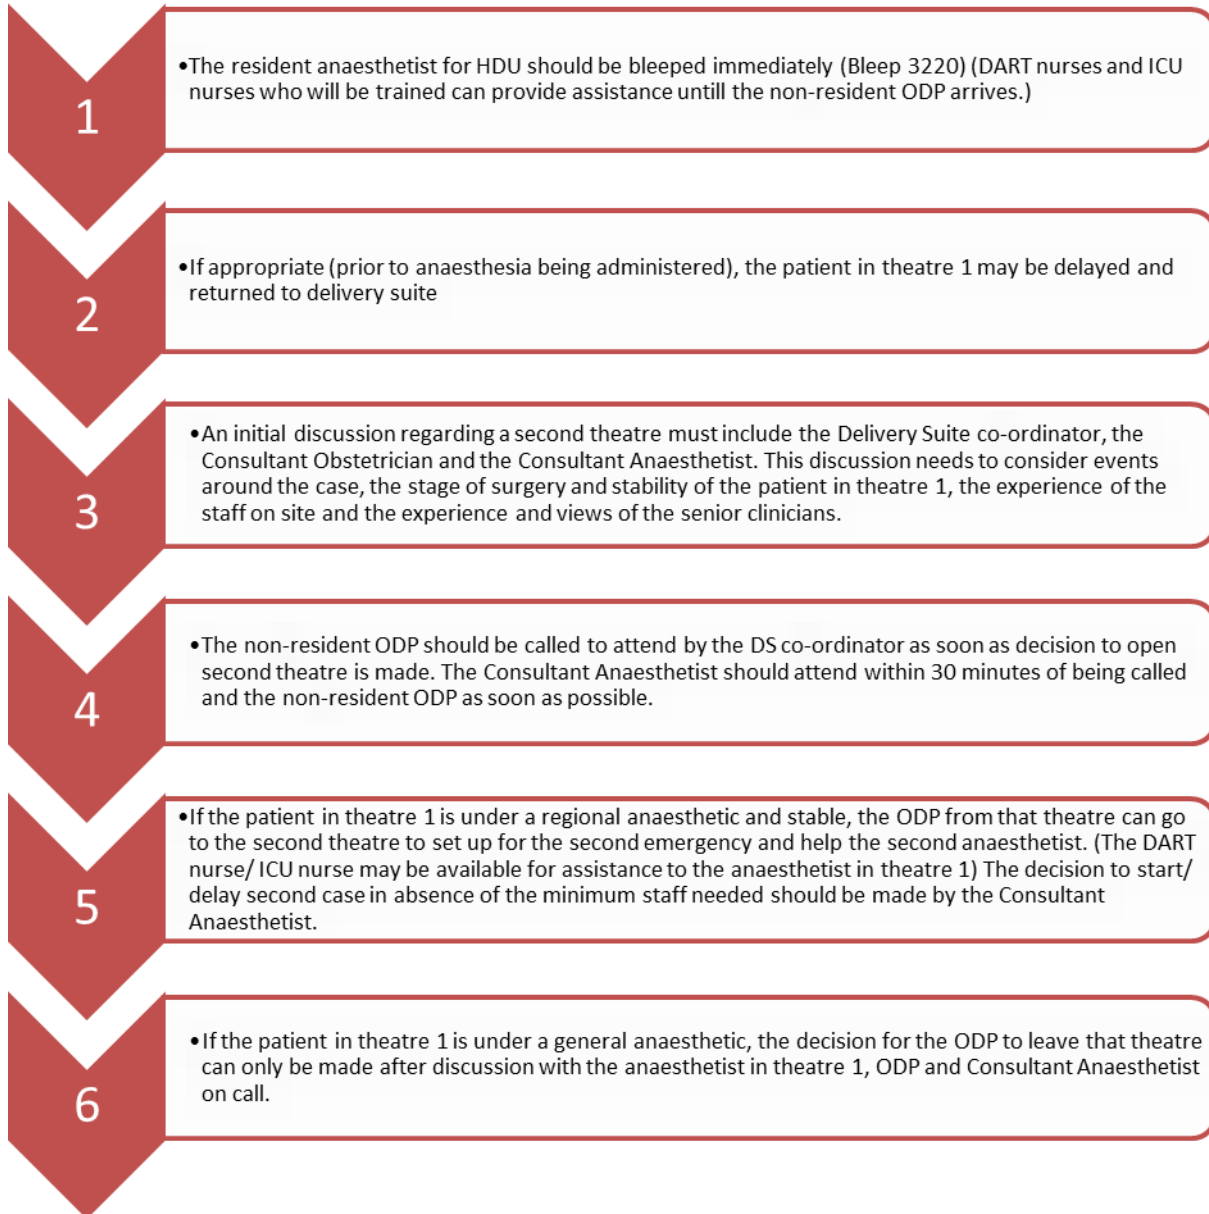 1
•The resident anaesthetist for HDU should be bleeped immediately (Bleep 3220) (DART nurses and ICU
nurses who will be trained can provide assistance untill the non-resident ODP arrives.)
2
•If appropriate (prior to anaesthesia being administered), the patient in theatre 1 may be delayed and
returned to delivery suite
3
•An initial discussion regarding a second theatre must include the Delivery Suite co-ordinator, the
Consultant Obstetrician and the Consultant Anaesthetist. This discussion needs to consider events
around the case, the stage of surgery and stability of the patient in theatre 1, the experience of the
staff on site and the experience and views of the senior clinicians.
4
•The non-resident ODP should be called to attend by the DS co-ordinator as soon as decision to open
second theatre is made. The Consultant Anaesthetist should attend within 30 minutes of being called
and the non-resident ODP as soon as possible.
5
•If the patient in theatre 1 is under a regional anaesthetic and stable, the ODP from that theatre can go
to the second theatre to set up for the second emergency and help the second anaesthetist. (The DART
nurse/ ICU nurse may be available for assistance to the anaesthetist in theatre 1) The decision to start/
delay second case in absence of the minimum staff needed should be made by the Consultant
Anaesthetist.
6
•If the patient in theatre 1 is under a general anaesthetic, the decision for the ODP to leave that theatre
can only be made after discussion with the anaesthetist in theatre 1, ODP and Consultant Anaesthetist
on call.